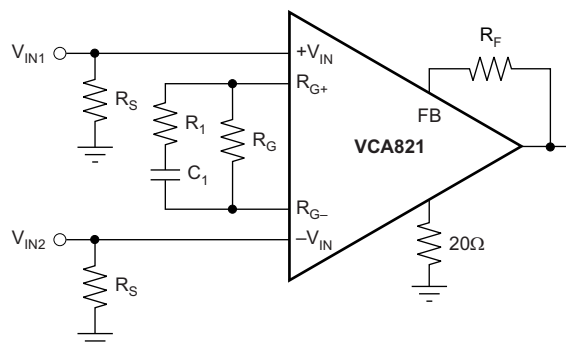 V_IN1
+V_IN
R_F
R_S
R_G+
R_1
R_G
FB
VCA821
C_1
R_G–
V_IN2
–V_IN
20Ω
R_S